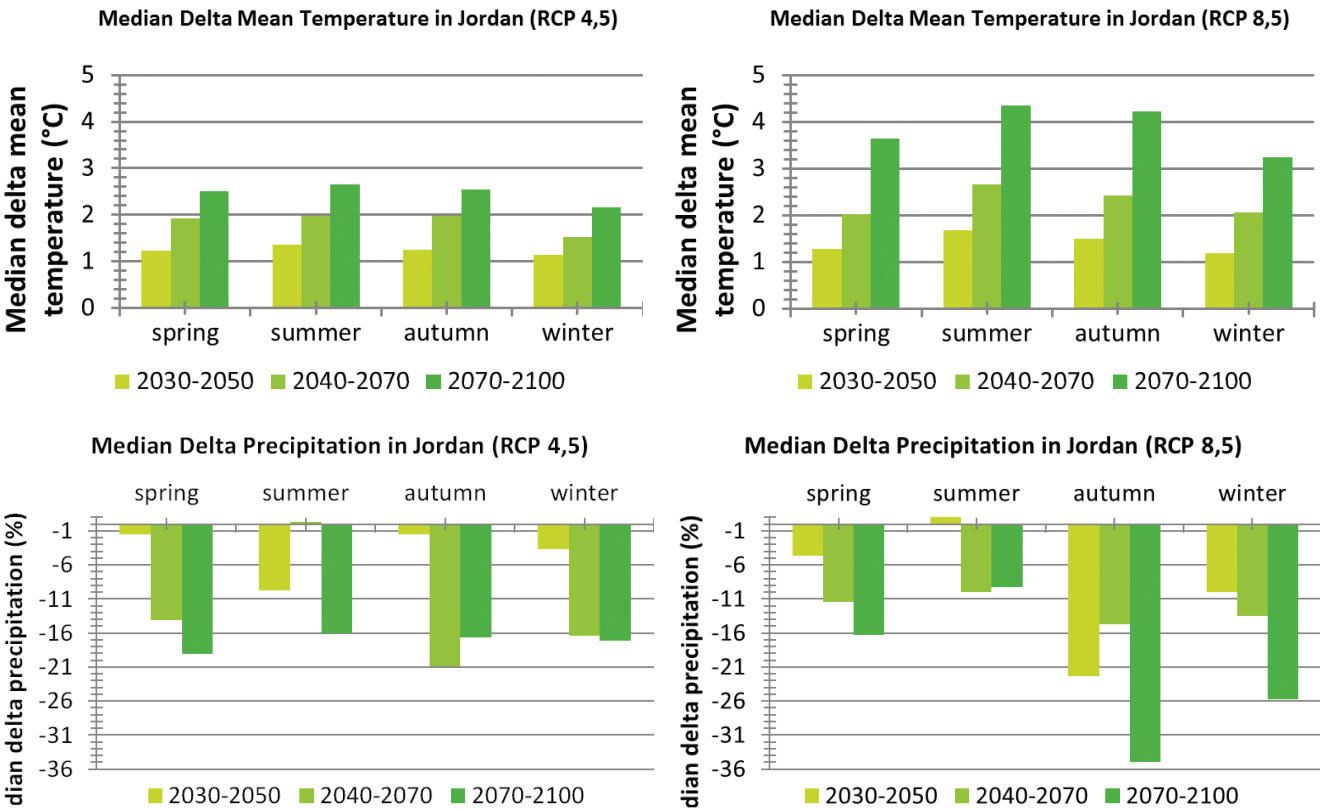 Median Delta Mean Temperature in Jordan (RCP 4,5)
Median delta mean
temperature (°C)
5
4
3
2
1
0
spring summer autumn winter
2030-2050 2040-2070 2070-2100
Median Delta Mean Temperature in Jordan (RCP 8,5)
Median delta mean
temperature (°C)
5
4
3
2
1
0
spring summer autumn winter
2030-2050 2040-2070 2070-2100
Median Delta Precipitation in Jordan (RCP 4,5)
spring summer autumn winter
dian delta precipitation (%)
-1
-6
-11
-16
-21
-26
-31
-36
2030-2050 2040-2070 2070-2100
Median Delta Precipitation in Jordan (RCP 8,5)
spring summer autumn winter
dian delta precipitation (%)
-1
-6
-11
-16
-21
-26
-31
-36
2030-2050 2040-2070 2070-2100